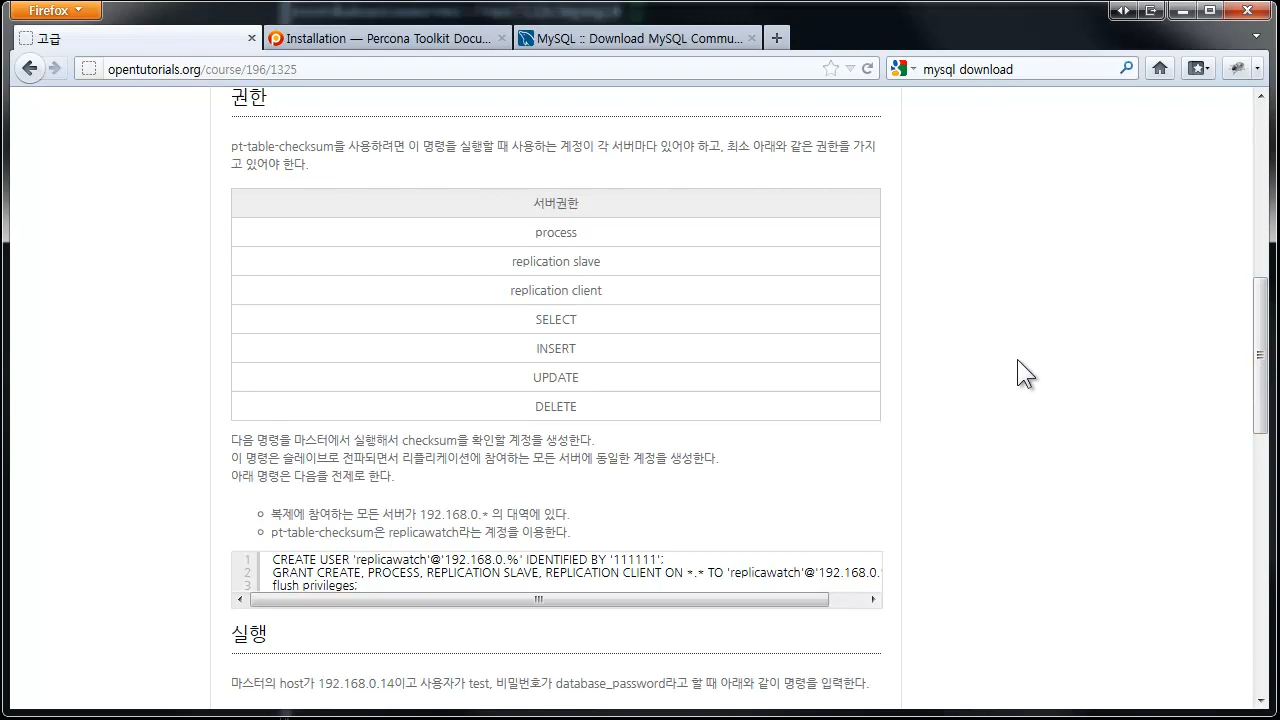 Firefox
고급
Installation — Percona Toolkit Docu...
MySQL :: Download MySQL Commu...
opentutorials.org/course/196/1325
mysql download
권한
pt-table-checksum을 사용하려면 이 명령을 실행할 때 사용하는 계정이 각 서버마다 있어야 하고, 최소 아래와 같은 권한을 가지
고 있어야 한다.
서버권한
process
replication slave
replication client
SELECT
INSERT
UPDATE
DELETE
다음 명령을 마스터에서 실행해서 checksum을 확인할 계정을 생성한다.
이 명령은 슬레이브로 전파되면서 리플리케이션에 참여하는 모든 서버에 동일한 계정을 생성한다.
아래 명령은 다음을 전제로 한다.
복제에 참여하는 모든 서버가 192.168.0.* 의 대역에 있다.
pt-table-checksum은 replicawatch라는 계정을 이용한다.
1 CREATE USER 'replicawatch'@'192.168.0.%' IDENTIFIED BY '111111';
2 GRANT CREATE, PROCESS, REPLICATION SLAVE, REPLICATION CLIENT ON *.* TO 'replicawatch'@'192.168.0.
3 flush privileges;
실행
마스터의 host가 192.168.0.14이고 사용자가 test, 비밀번호가 database_password라고 할 때 아래와 같이 명령을 입력한다.